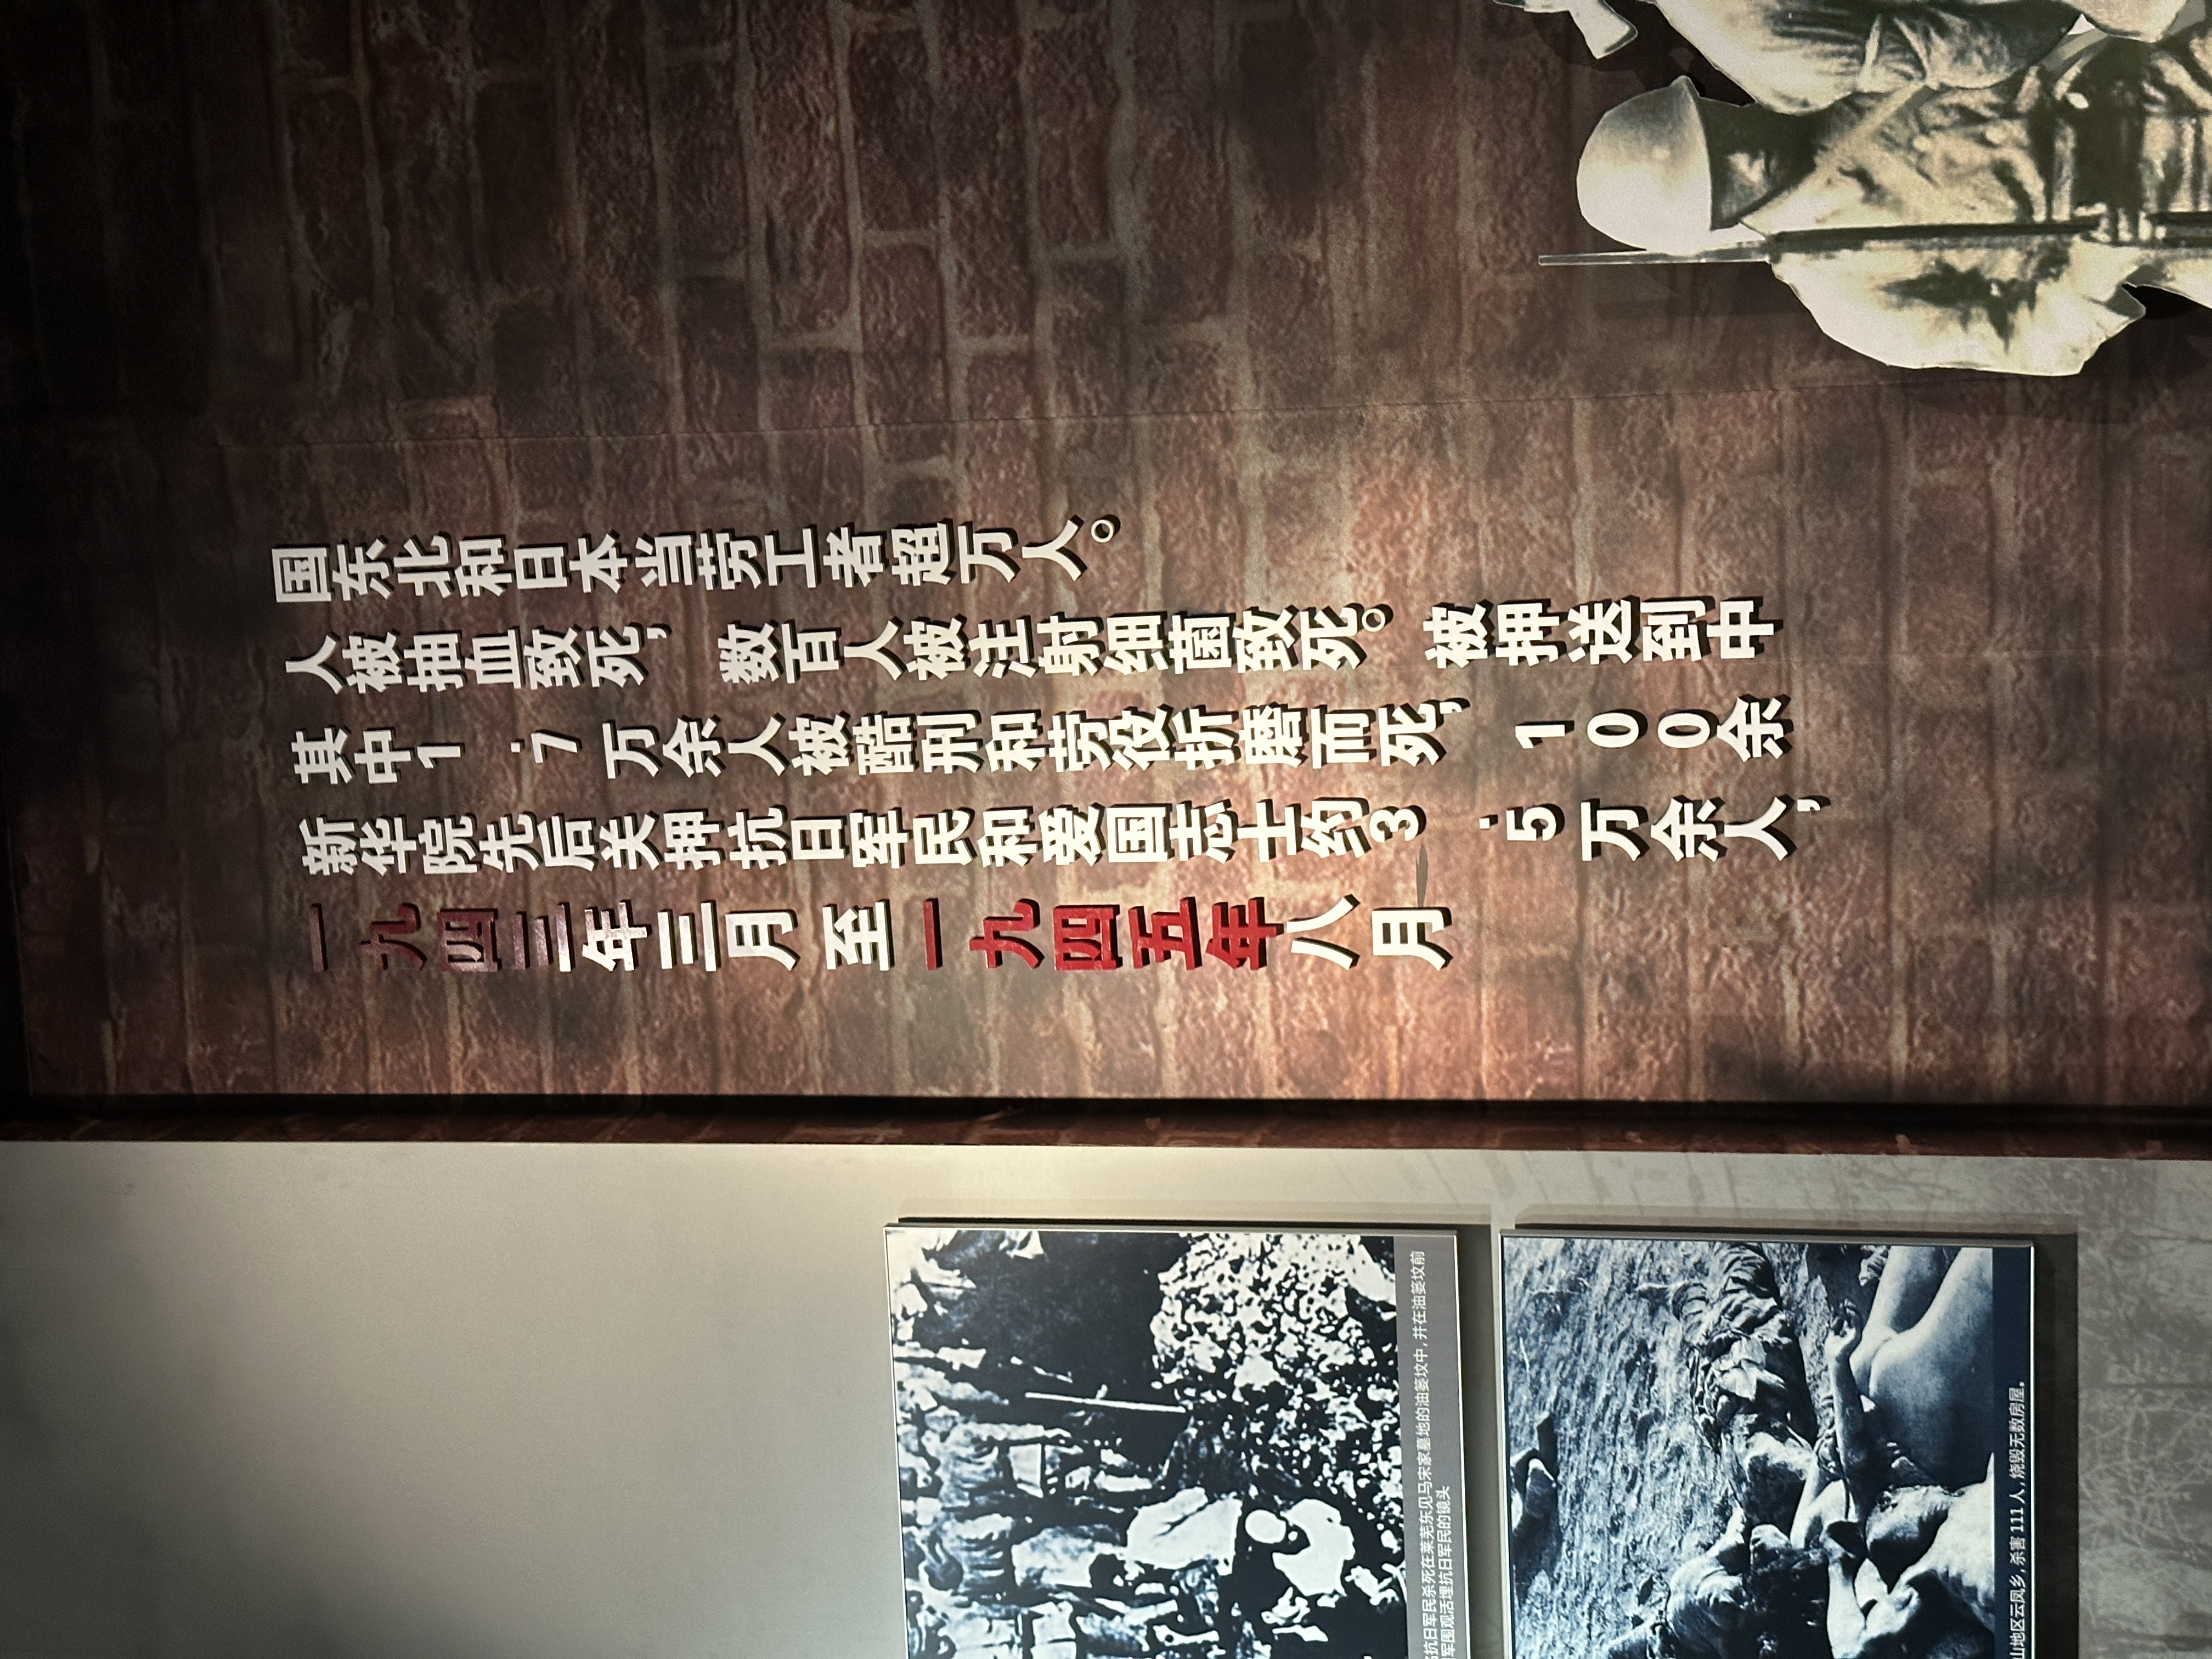 一九四三年三月至一九四五年八月
新华院先后关押抗日军民和爱国志士约3.5万余人，
其中1.7万余人被酷刑和劳役折磨而死，100余
人被抽血致死，数百人被注射细菌致死。被押送到中
国东北和日本当劳工者超万人。
抗日军民杀死在莱芜东见马宋家墓地的油篓坟中，并在油篓坟前
军围观活埋抗日军民的镜头
山地区云凤乡，杀害111人，烧毁无数房屋。